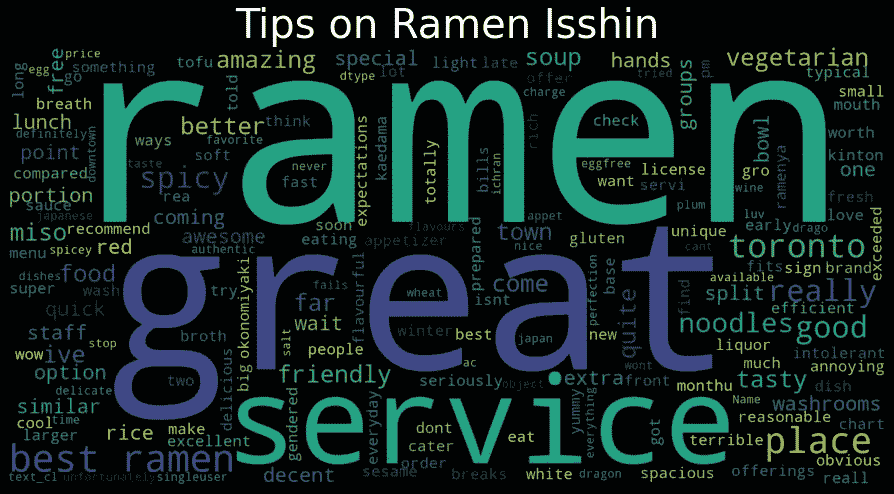 Tips on Ramen Isshin
price
long egg free something tofu amazing special light late soup hands vegetarian
go told dtype lot offer tried pm typical
breath charge groups small
lunch ways better think check mouth
definitely downtown favorite expectations kaedama totally bills rich bowl worth
ramen
point soft never eggfree license kinton
compared taste spicy fast ichran want servi gro ramenya one
portion rea plum wine fresh
sauce japanese coming soon flavours appet luv early drago love
miso recommend awesome eating appetizer prepared town nice gluten unique exceeded
menu spicey red authentic isnt base cant toronto
dishes food great come perfection available fits sign brand
super wash try okonomiyaki far fails flavourful wheat find split really
quick broth salt wait winter japan quite efficient
staff best new noodles good
wow ive stop big people ac wont liquor intolerant
option delicate two delicious friendly seriously object extra front much annoying
similar gendered everyday yummy everything monthu tasty dish
cool time service Name washrooms
larger rice make dont got reasonable chart
excellent cater eat terrible place
best ramen decent sesame order breaks white dragon spacious offerings obvious
text_cl unfortunately singleuser reall